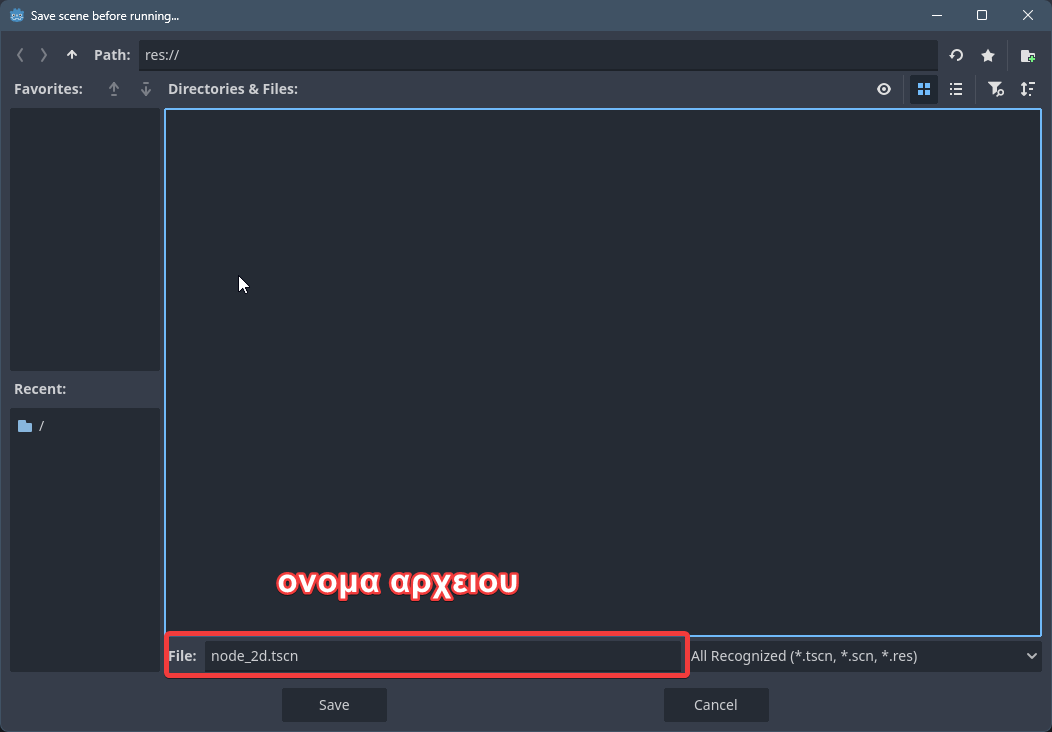 Save scene before running...
Path: res://
Favorites: Directories & Files:
Recent:
/
ονομα αρχειου
File: node_2d.tscn All Recognized (*.tscn, *.scn, *.res)
Save Cancel